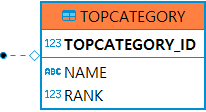 TOPCATEGORY
123 TOPCATEGORY_ID
ABC NAME
123 RANK